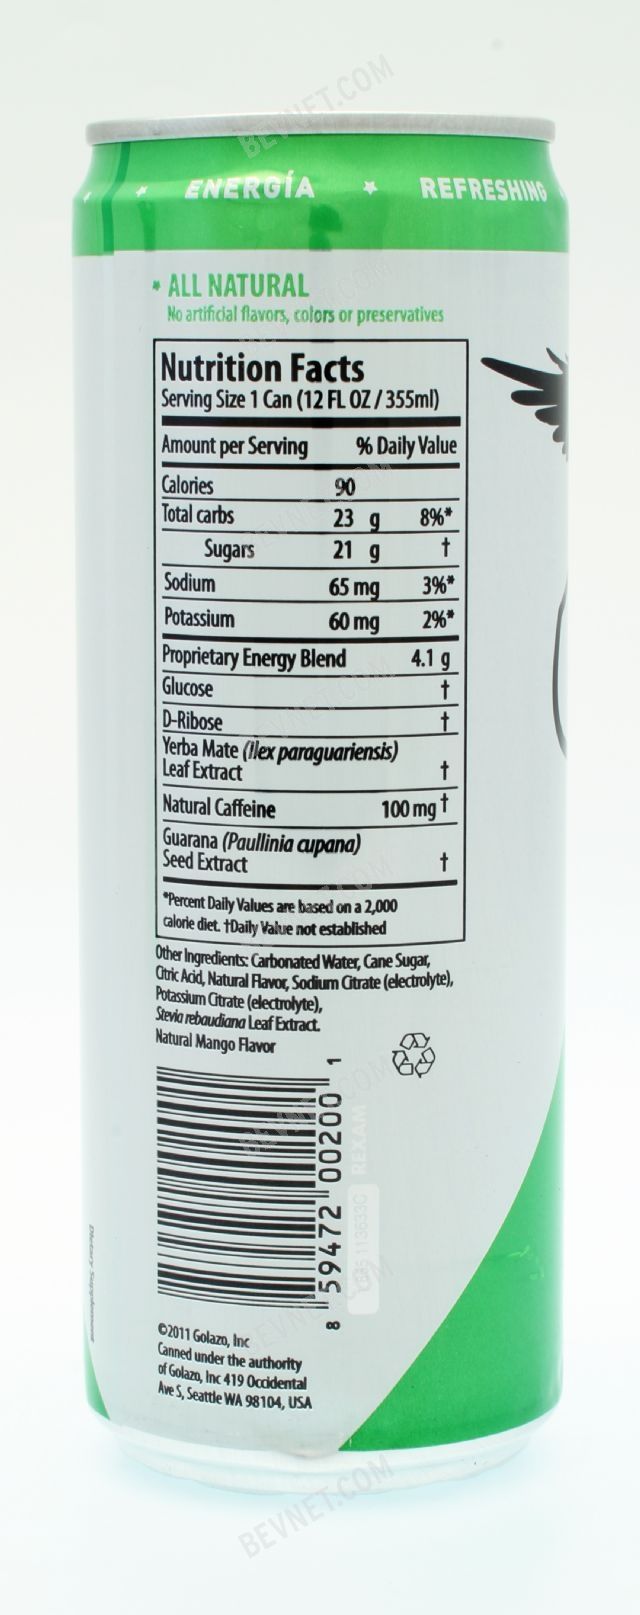 ENERGÍA ★ REFRESHING
ALL NATURAL
No artificial flavors, colors or preservatives
Nutrition Facts
Serving Size 1 Can (12 FL OZ / 355ml)
Amount per Serving % Daily Value
Calories 90
Total carbs 23 g 8%*
Sugars 21 g †
Sodium 65 mg 3%*
Potassium 60 mg 2%*
Proprietary Energy Blend 4.1 g
Glucose †
D-Ribose †
Yerba Mate (Ilex paraguariensis)
Leaf Extract †
Natural Caffeine 100 mg †
Guarana (Paullinia cupana)
Seed Extract †
*Percent Daily Values are based on a 2,000
calorie diet. †Daily Value not established
Other Ingredients: Carbonated Water, Cane Sugar,
Citric Acid, Natural Flavor, Sodium Citrate (electrolyte),
Potassium Citrate (electrolyte),
Stevia rebaudiana Leaf Extract.
Natural Mango Flavor
8 59472 00200 1
REXAM
Dietary Supplement
©2011 Golazo, Inc
Canned under the authority
of Golazo, Inc 419 Occidental
Ave S, Seattle WA 98104, USA
BEVNET.COM